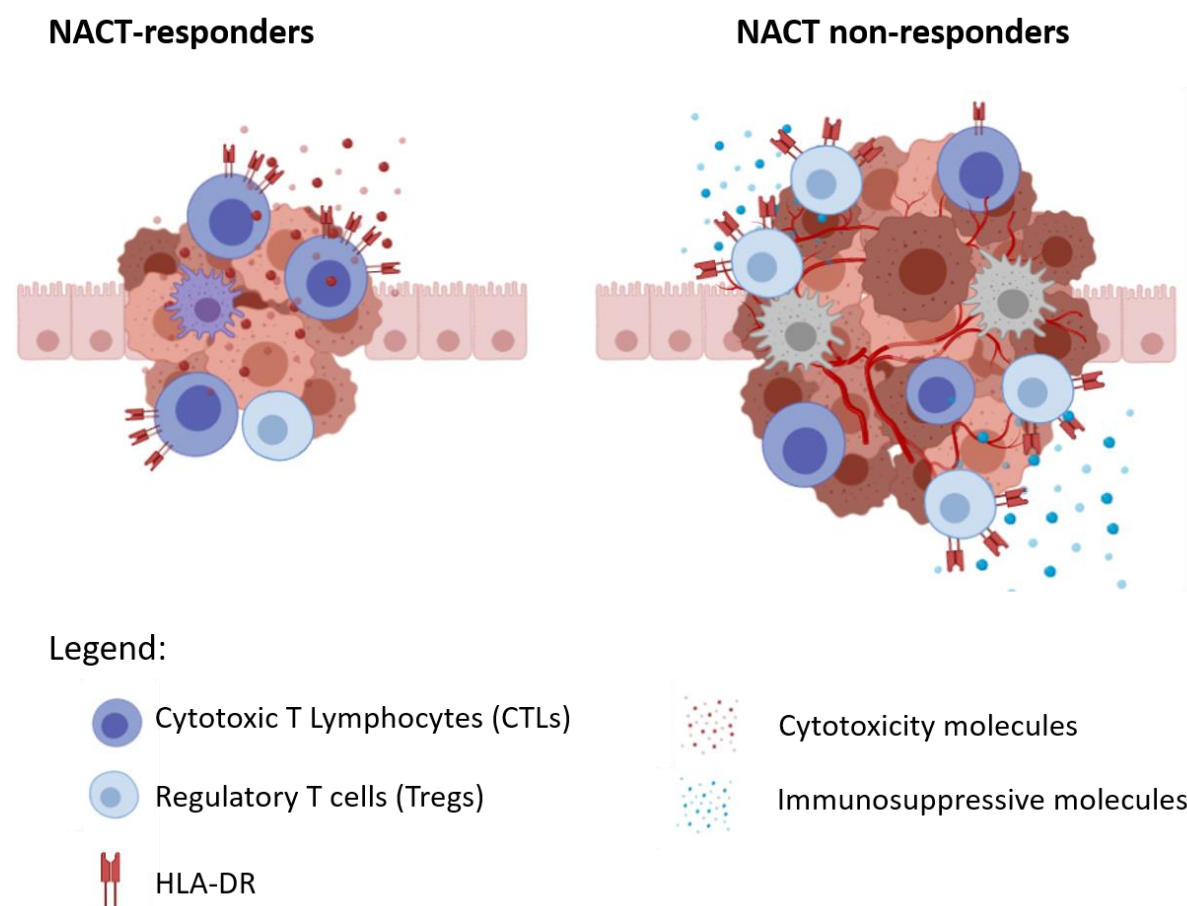 NACT-responders
NACT non-responders
Legend:
Cytotoxic T Lymphocytes (CTLs)
Regulatory T cells (Tregs)
HLA-DR
Cytotoxicity molecules
Immunosuppressive molecules